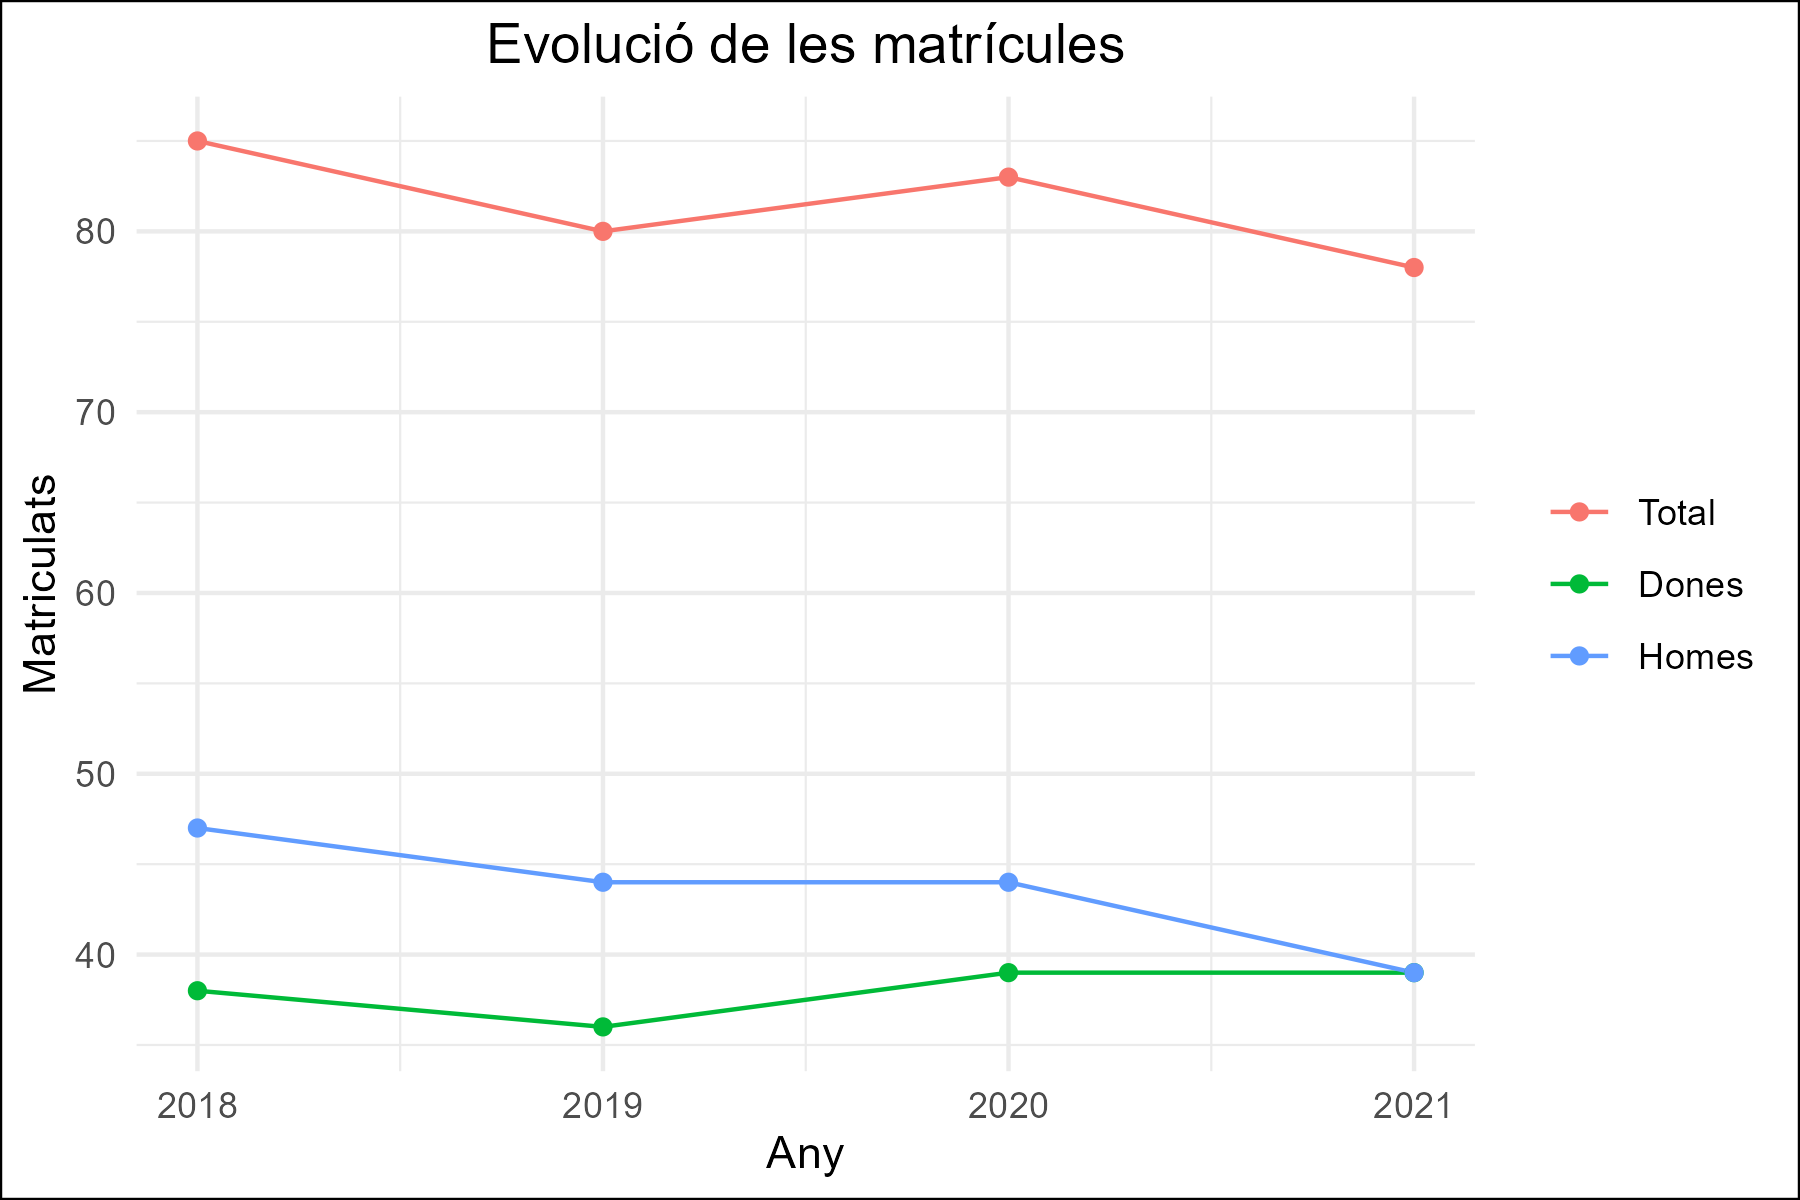 Evolució de les matrícules
Matriculats
80
70
60
50
40
2018 2019 2020 2021
Any
Total
Dones
Homes